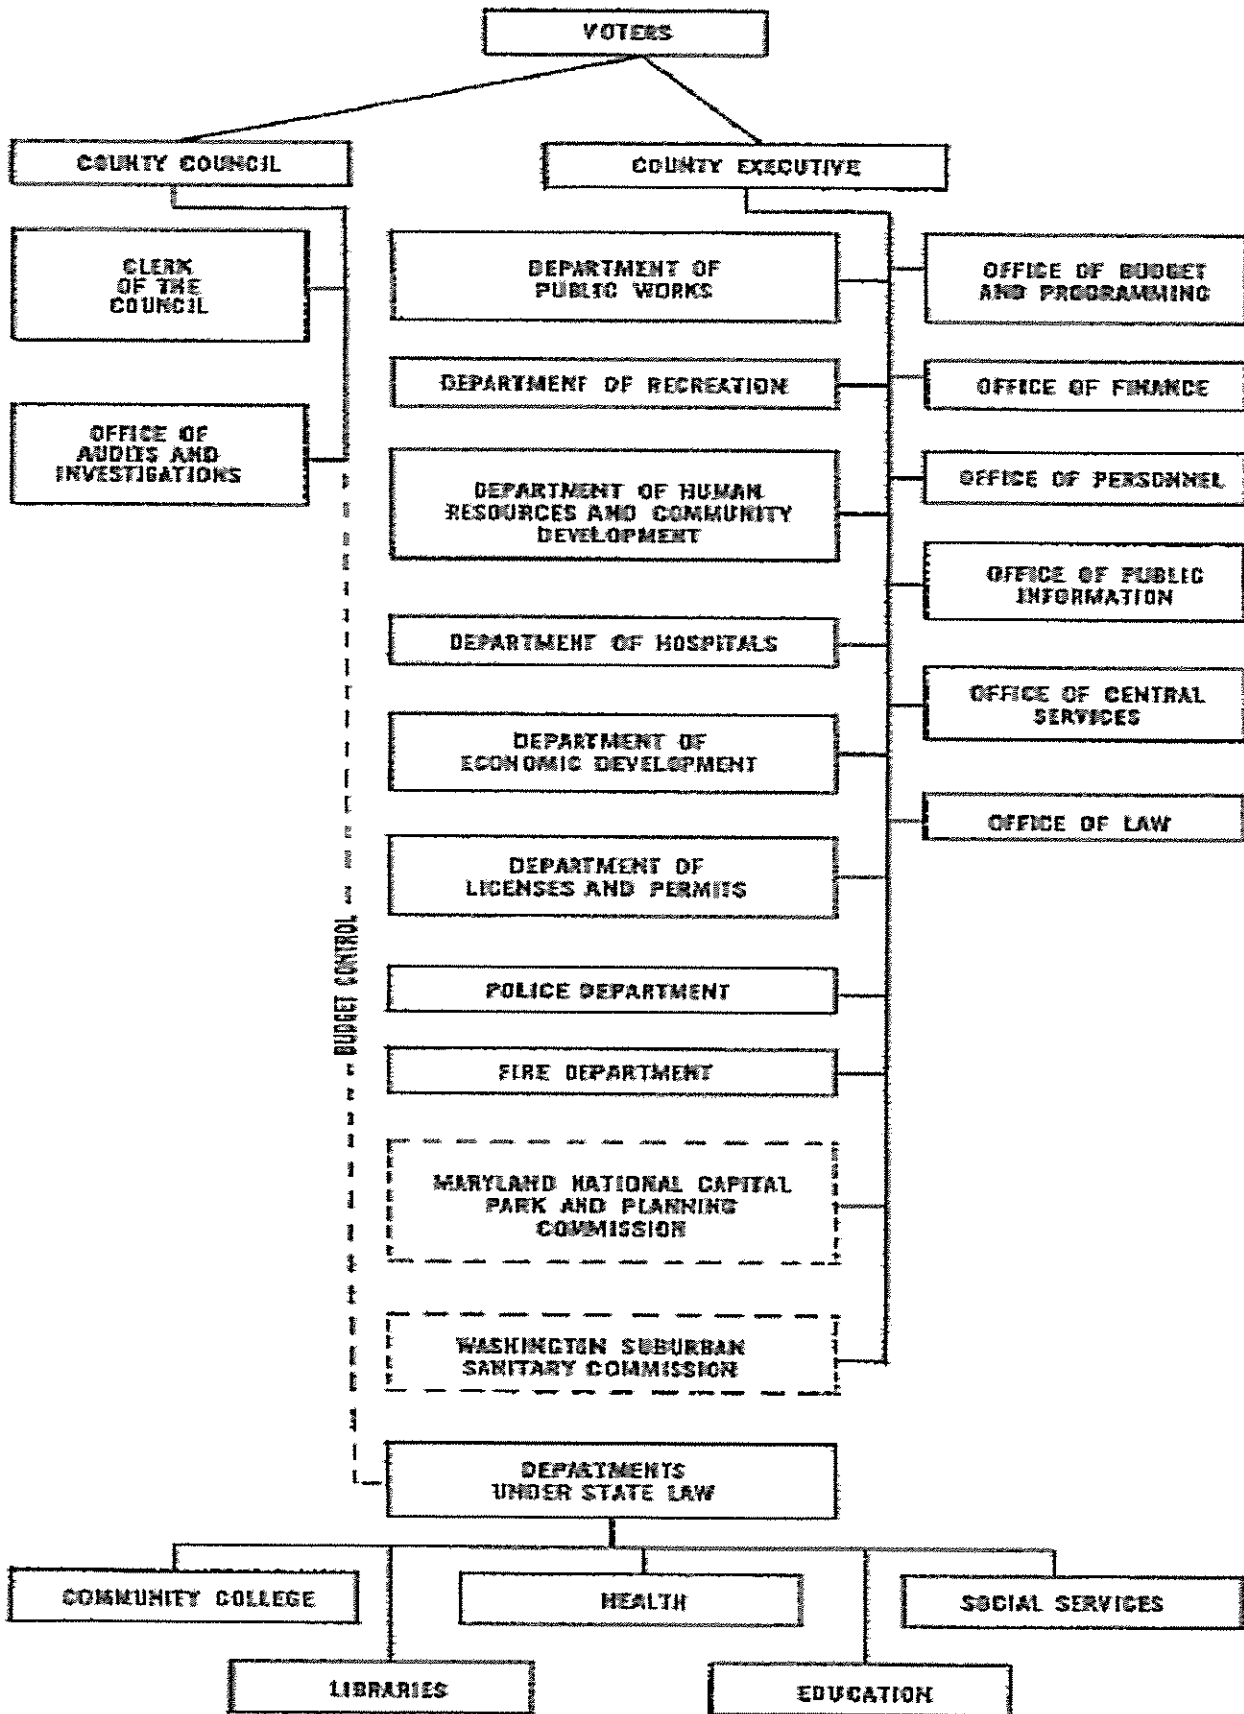 VOTERS
COUNTY COUNCIL
COUNTY EXECUTIVE
CLERK
OF THE
COUNCIL
DEPARTMENT OF
PUBLIC WORKS
OFFICE OF BUDGET
AND PROGRAMMING
DEPARTMENT OF RECREATION
OFFICE OF FINANCE
OFFICE OF
AUDITS AND
INVESTIGATIONS
DEPARTMENT OF HUMAN
RESOURCES AND COMMUNITY
DEVELOPMENT
OFFICE OF PERSONNEL
OFFICE OF PUBLIC
INFORMATION
DEPARTMENT OF HOSPITALS
OFFICE OF CENTRAL
SERVICES
DEPARTMENT OF
ECONOMIC DEVELOPMENT
OFFICE OF LAW
DEPARTMENT OF
LICENSES AND PERMITS
BUDGET CONTROL
POLICE DEPARTMENT
FIRE DEPARTMENT
MARYLAND NATIONAL CAPITAL
PARK AND PLANNING
COMMISSION
WASHINGTON SUBURBAN
SANITARY COMMISSION
DEPARTMENTS
UNDER STATE LAW
COMMUNITY COLLEGE
HEALTH
SOCIAL SERVICES
LIBRARIES
EDUCATION